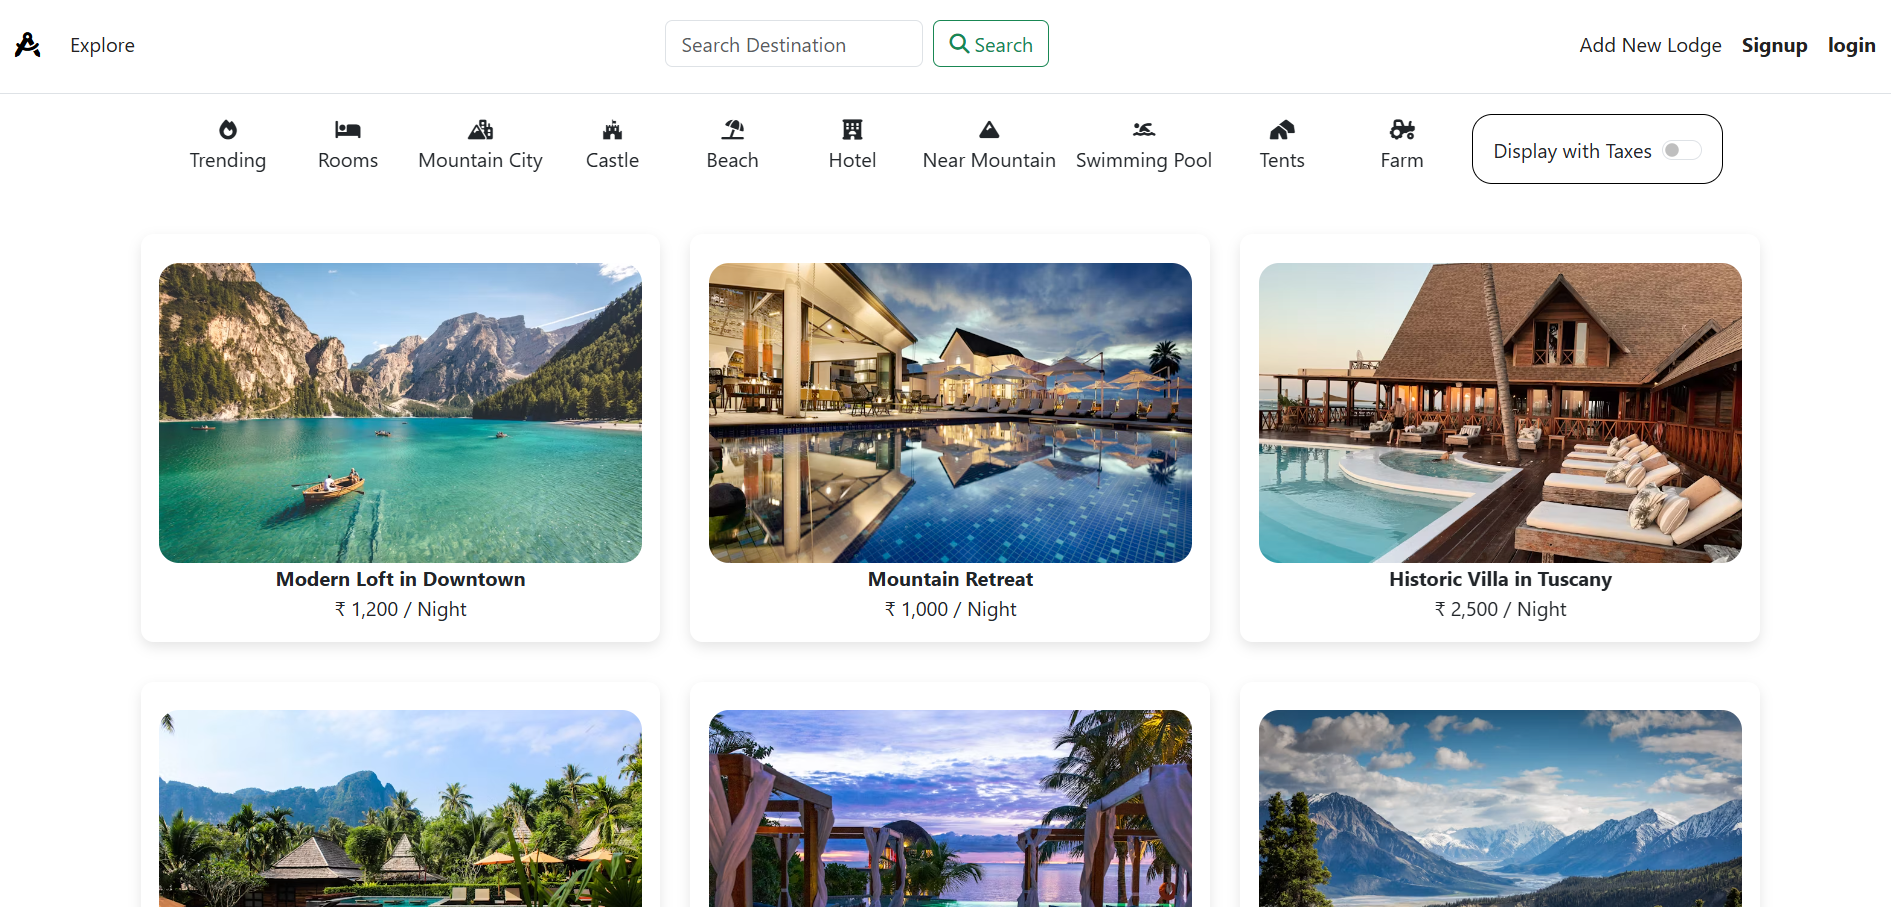 Explore
Search Destination
Search
Add New Lodge
Signup
login
Trending
Rooms
Mountain City
Castle
Beach
Hotel
Near Mountain
Swimming Pool
Tents
Farm
Display with Taxes
Modern Loft in Downtown
₹ 1,200 / Night
Mountain Retreat
₹ 1,000 / Night
Historic Villa in Tuscany
₹ 2,500 / Night